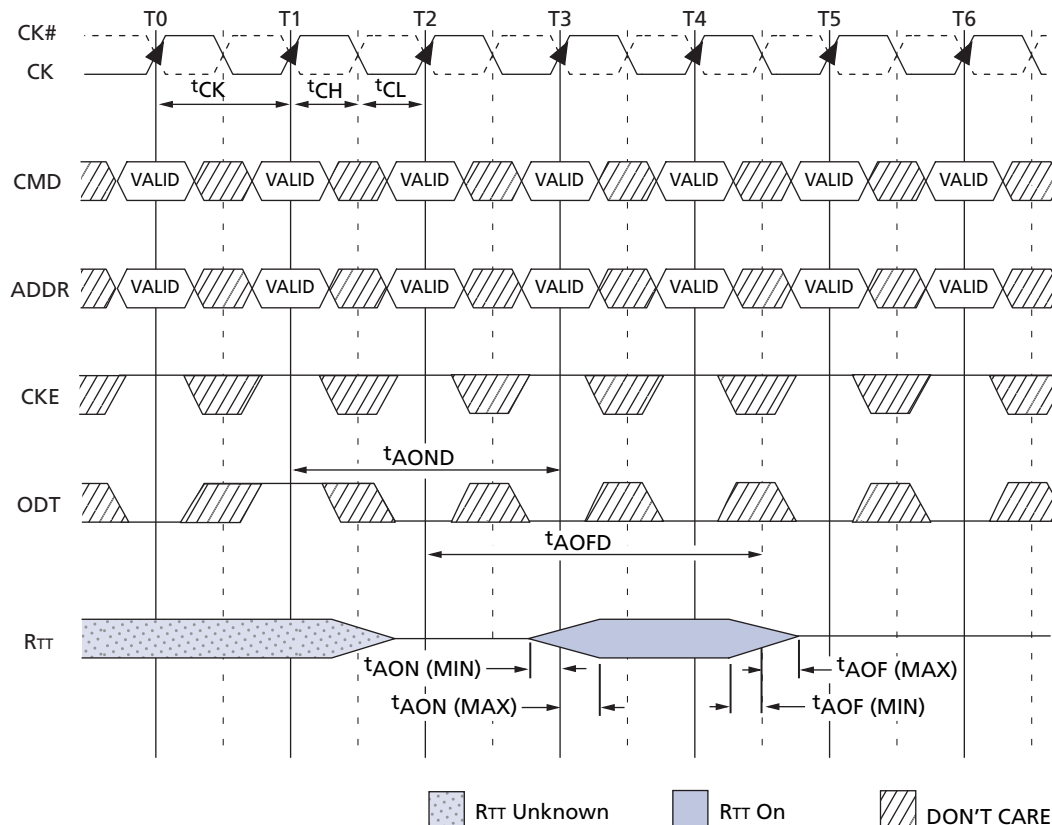 T0 T1 T2 T3 T4 T5 T6
CK#
CK
tCK tCH tCL
CMD VALID VALID VALID VALID VALID VALID VALID
ADDR VALID VALID VALID VALID VALID VALID VALID
CKE
tAOND
ODT
tAOFD
RTT
tAON (MIN) tAOF (MAX)
tAON (MAX) tAOF (MIN)
RTT Unknown RTT On DON'T CARE